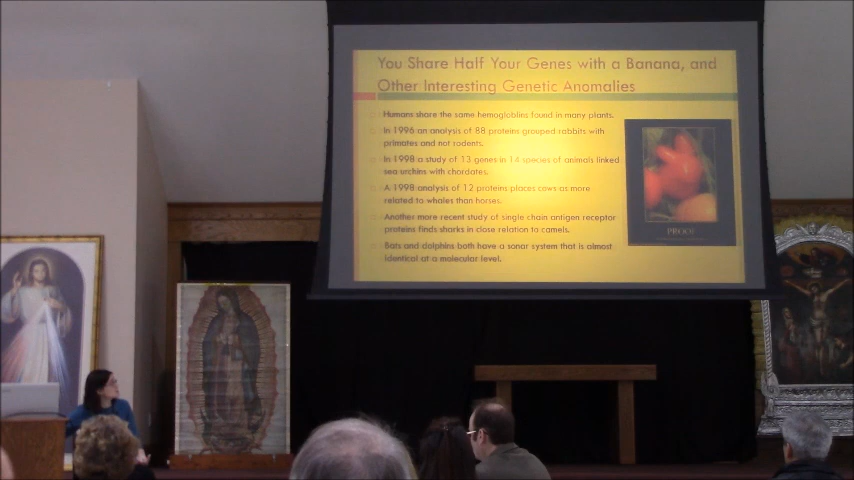 You Share Half Your Genes with a Banana, and
Other Interesting Genetic Anomalies
Humans share the same hemoglobins found in many plants.
In 1996 an analysis of 88 proteins grouped rabbits with
primates and not rodents.
In 1998 a study of 13 genes in 14 species of animals linked
sea urchins with chordates.
A 1998 analysis of 12 proteins places cows as more
related to whales than horses.
Another more recent study of single chain antigen receptor
proteins finds sharks in close relation to camels.
Bats and dolphins both have a sonar system that is almost
identical at a molecular level.
PROOF